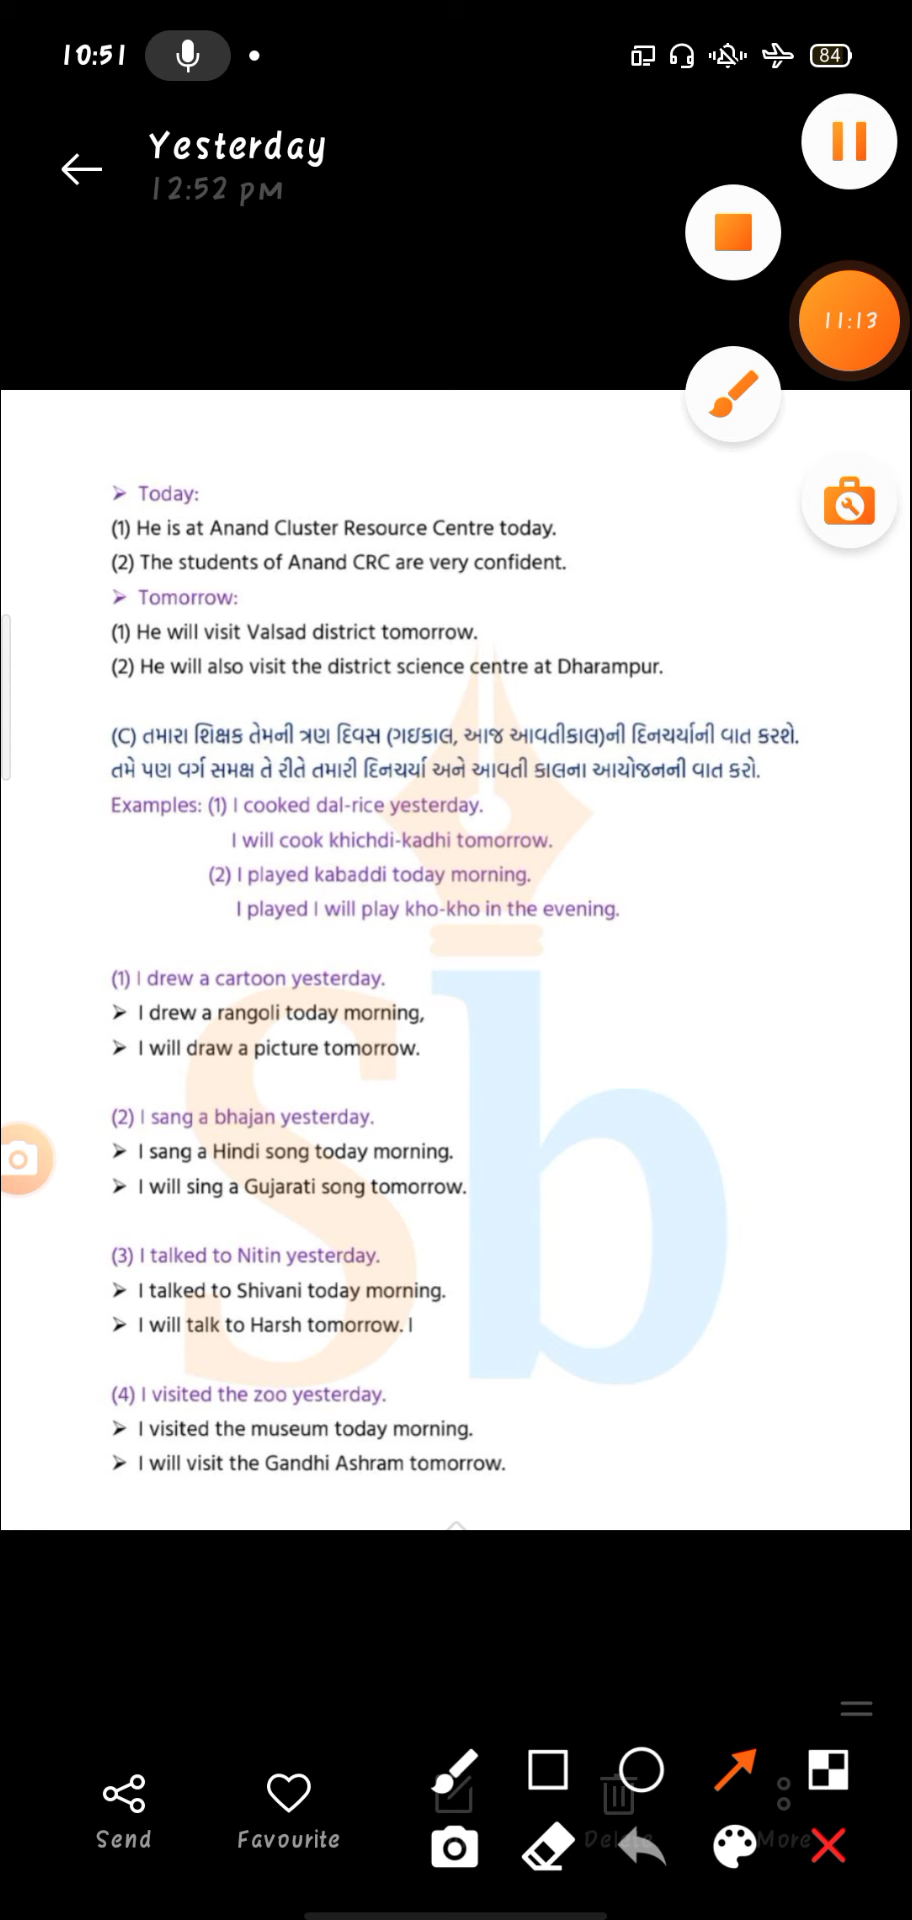 10:51
84
Yesterday
12:52 pm
11:13
➢ Today:
(1) He is at Anand Cluster Resource Centre today.
(2) The students of Anand CRC are very confident.
➢ Tomorrow:
(1) He will visit Valsad district tomorrow.
(2) He will also visit the district science centre at Dharampur.
(C) તમારા શિક્ષક તેમની ત્રણ દિવસ (ગઇકાલ, આજ આવતીકાલ)ની દિનચર્યાની વાત કરશે.
તમે પણ વર્ગ સમક્ષ તે રીતે તમારી દિનચર્યા અને આવતી કાલના આયોજનની વાત કરો.
Examples: (1) I cooked dal-rice yesterday.
I will cook khichdi-kadhi tomorrow.
(2) I played kabaddi today morning.
I played I will play kho-kho in the evening.
(1) I drew a cartoon yesterday.
➢ I drew a rangoli today morning,
➢ I will draw a picture tomorrow.
(2) I sang a bhajan yesterday.
➢ I sang a Hindi song today morning.
➢ I will sing a Gujarati song tomorrow.
(3) I talked to Nitin yesterday.
➢ I talked to Shivani today morning.
➢ I will talk to Harsh tomorrow. I
(4) I visited the zoo yesterday.
➢ I visited the museum today morning.
➢ I will visit the Gandhi Ashram tomorrow.
Sb
Send
Favourite
Delete
More